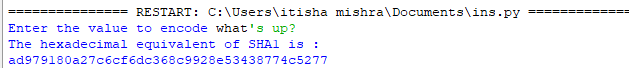 =============== RESTART: C:\Users\itisha mishra\Documents\ins.py =============
Enter the value to encode what's up?
The hexadecimal equivalent of SHA1 is :
ad979180a27c6cf6dc368c9928e53438774c5277